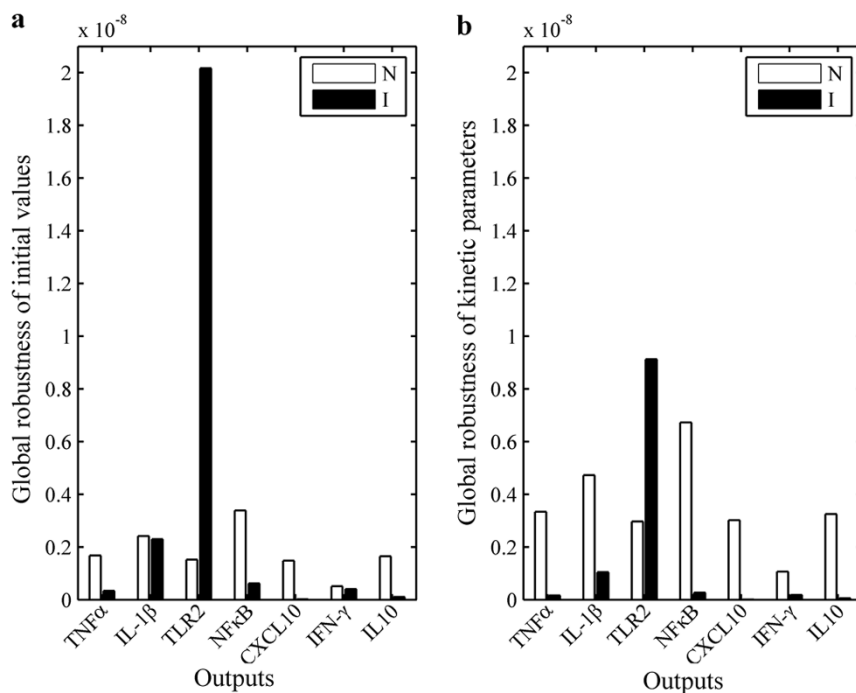 a
x 10^-8
Global robustness of initial values
2
1.8
1.6
1.4
1.2
1
0.8
0.6
0.4
0.2
0
N
I
TNFα
IL-1β
TLR2
NFκB
CXCL10
IFN-γ
IL10
Outputs
b
x 10^-8
Global robustness of kinetic parameters
2
1.8
1.6
1.4
1.2
1
0.8
0.6
0.4
0.2
0
N
I
TNFα
IL-1β
TLR2
NFκB
CXCL10
IFN-γ
IL10
Outputs